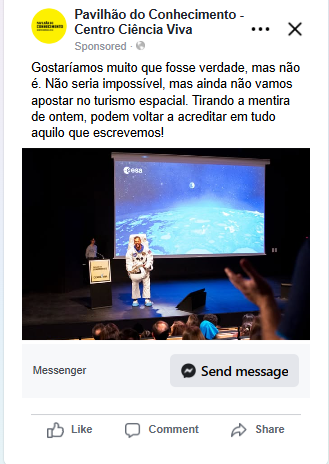 Pavilhão do Conhecimento -
Centro Ciência Viva
Sponsored ·
Gostaríamos muito que fosse verdade, mas não
é. Não seria impossível, mas ainda não vamos
apostar no turismo espacial. Tirando a mentira
de ontem, podem voltar a acreditar em tudo
aquilo que escrevemos!
esa
Messenger
Send message
Like
Comment
Share